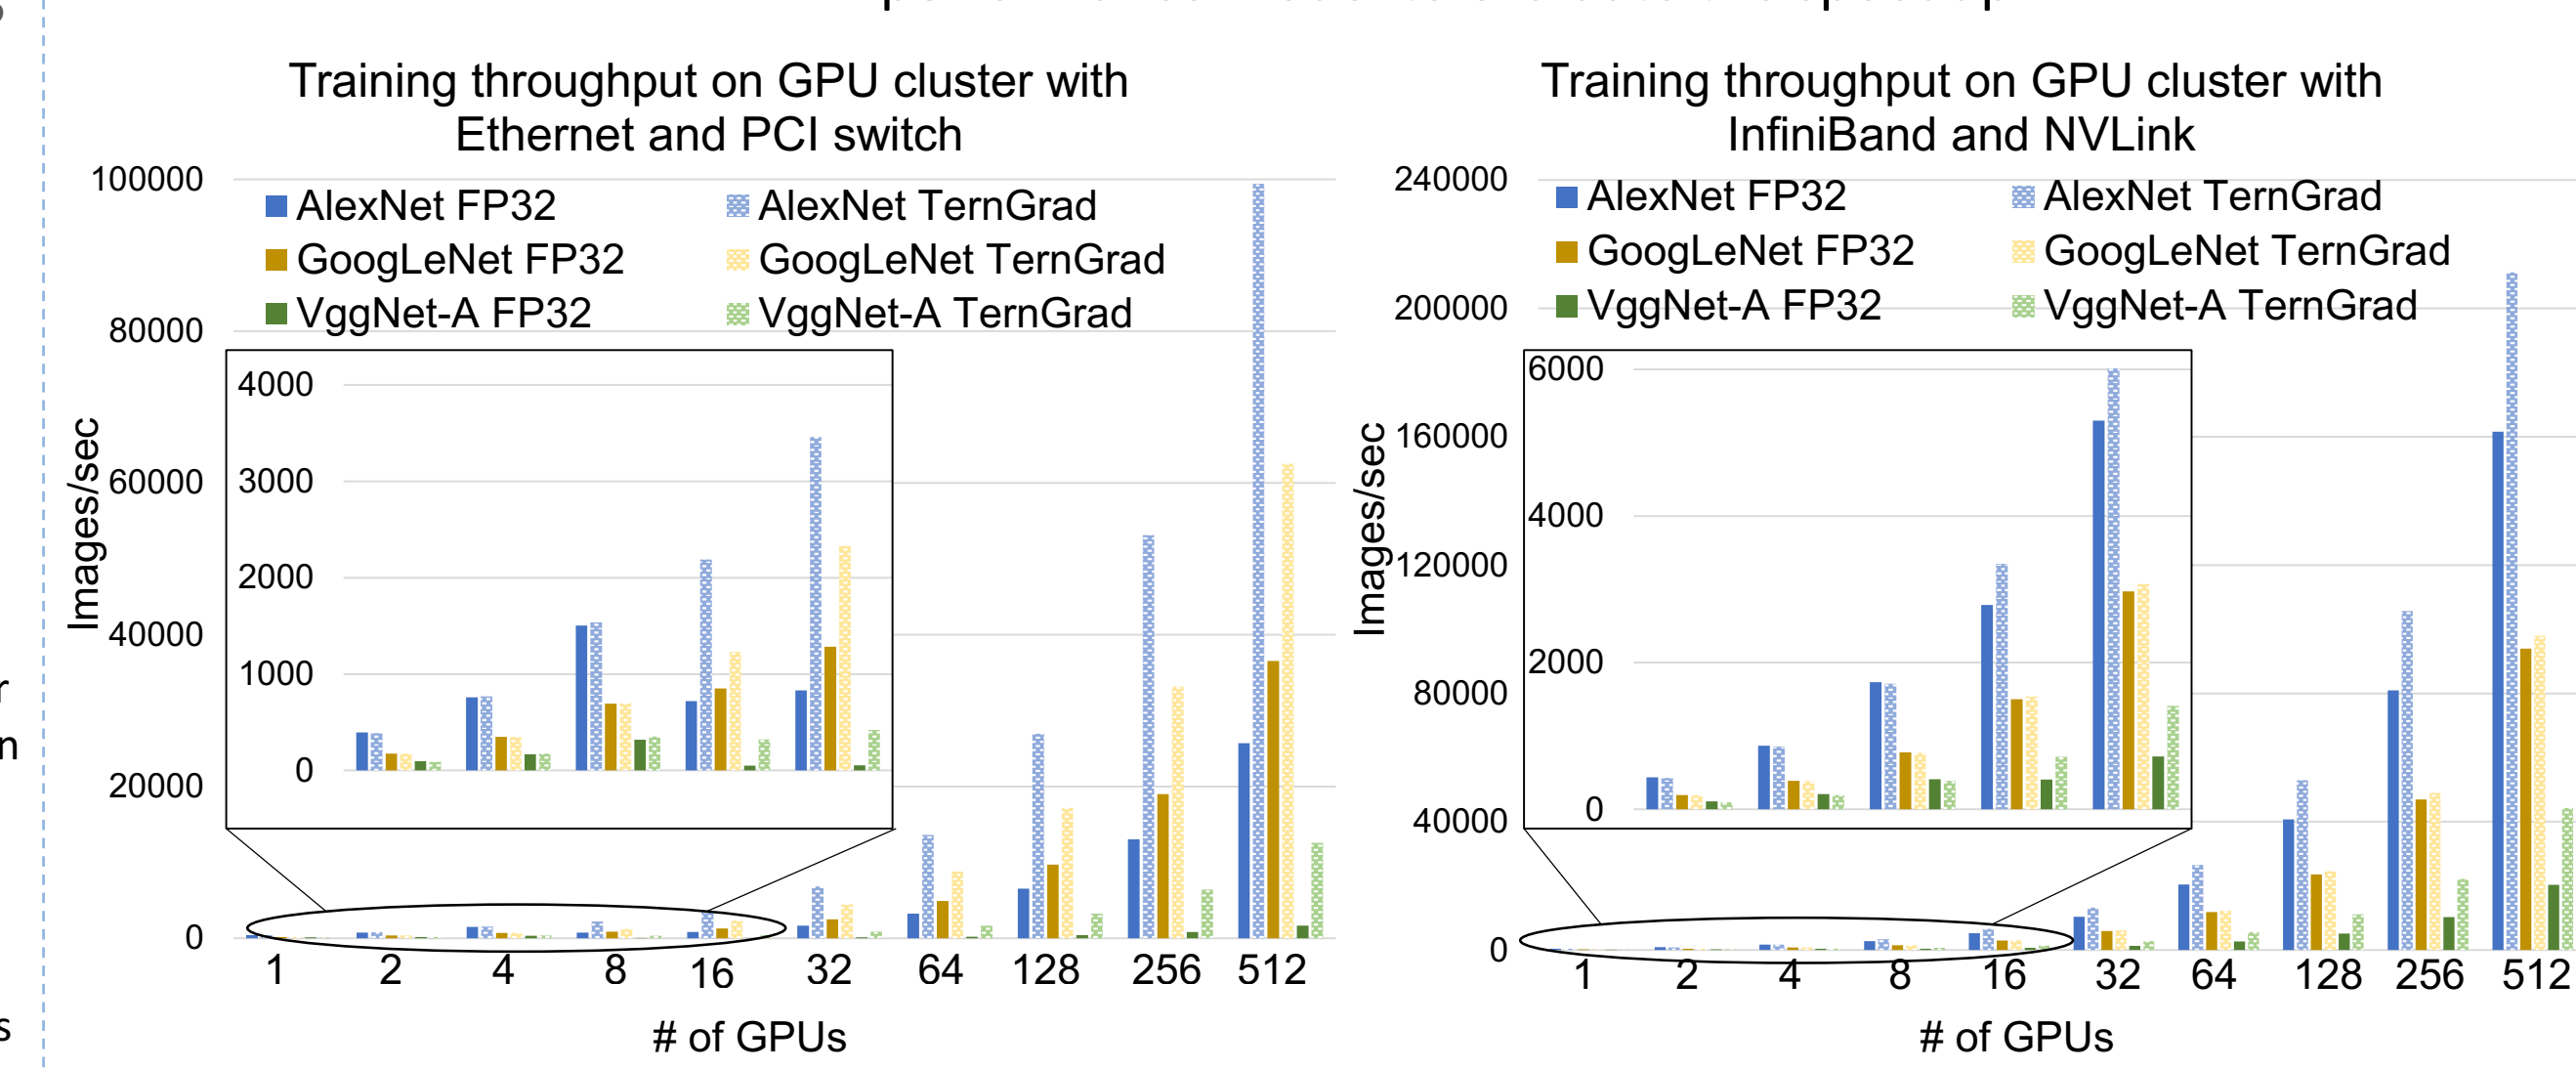 Training throughput on GPU cluster with
Ethernet and PCI switch
100000
80000
60000
40000
20000
0
Images/sec
AlexNet FP32
AlexNet TernGrad
GoogLeNet FP32
GoogLeNet TernGrad
VggNet-A FP32
VggNet-A TernGrad
4000
3000
2000
1000
0
1 2 4 8 16 32 64 128 256 512
# of GPUs
Training throughput on GPU cluster with
InfiniBand and NVLink
240000
200000
160000
120000
80000
40000
0
Images/sec
AlexNet FP32
AlexNet TernGrad
GoogLeNet FP32
GoogLeNet TernGrad
VggNet-A FP32
VggNet-A TernGrad
6000
4000
2000
0
1 2 4 8 16 32 64 128 256 512
# of GPUs